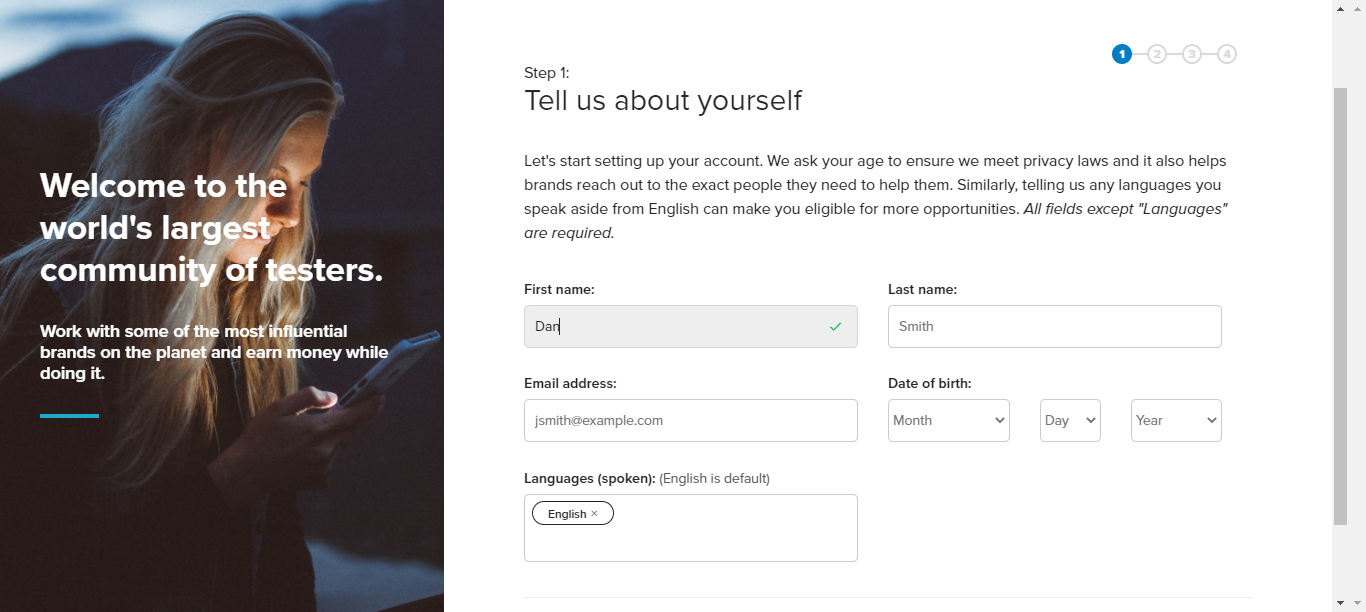 Welcome to the
world's largest
community of testers.
Work with some of the most influential
brands on the planet and earn money while
doing it.
1 2 3 4
Step 1:
Tell us about yourself
Let's start setting up your account. We ask your age to ensure we meet privacy laws and it also helps
brands reach out to the exact people they need to help them. Similarly, telling us any languages you
speak aside from English can make you eligible for more opportunities. All fields except "Languages"
are required.
First name:
Last name:
Dan
Smith
Email address:
Date of birth:
jsmith@example.com
Month
Day
Year
Languages (spoken): (English is default)
English ×